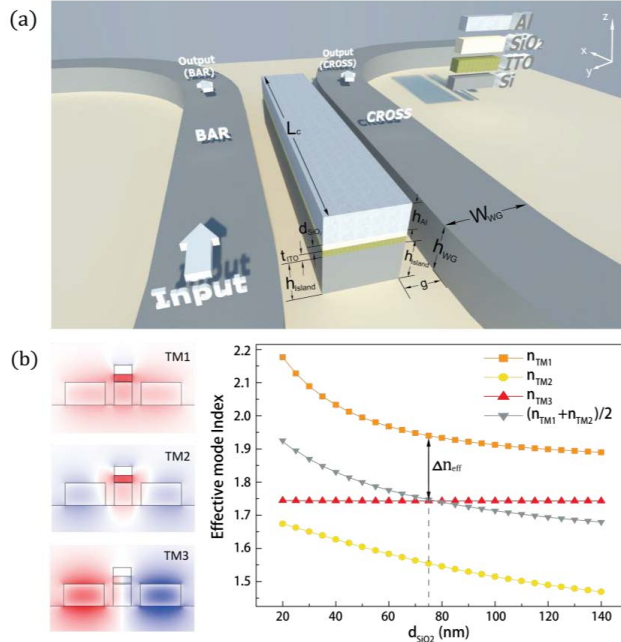 (a)
Output
(BAR)
Output
(CROSS)
Al
SiO₂
ITO
Si
z
x
y
BAR
CROSS
Lc
Input
Input
dSiO₂
tITO
hIsland
hAl
hIsland
g
WWG
hWG
(b)
TM1
TM2
TM3
Effective mode Index
2.2
2.1
2.0
1.9
1.8
1.7
1.6
1.5
nTM1
nTM2
nTM3
(nTM1+nTM2)/2
Δneff
20 40 60 80 100 120 140
dSiO2 (nm)